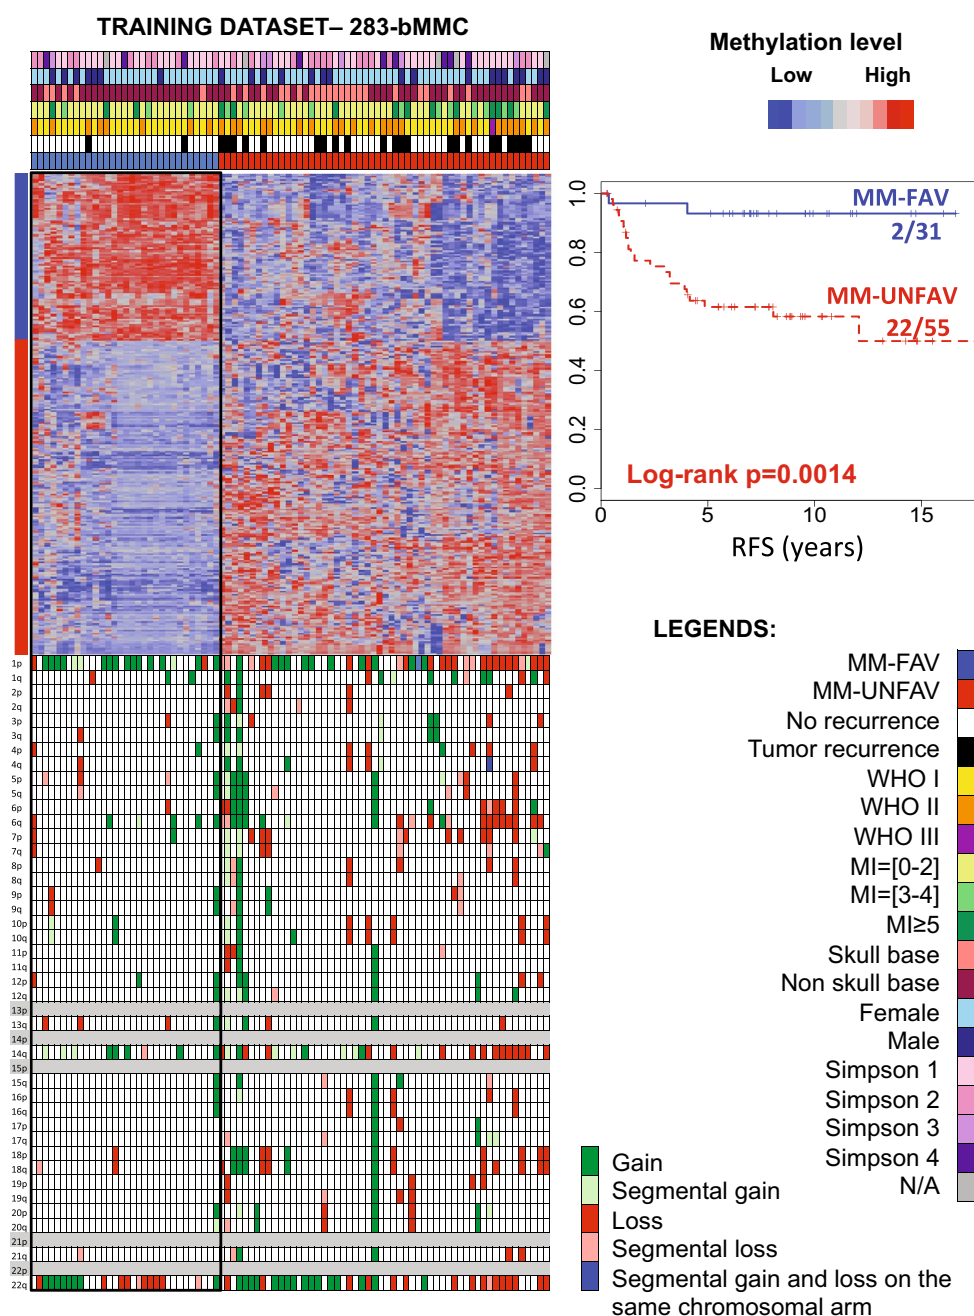 TRAINING DATASET– 283-bMMC
Methylation level
Low High
1.0
0.8
0.6
0.4
0.2
0.0
MM-FAV
2/31
MM-UNFAV
22/55
Log-rank p=0.0014
0 5 10 15
RFS (years)
1p
1q
2p
2q
3p
3q
4p
4q
5p
5q
6p
6q
7p
7q
8p
8q
9p
9q
10p
10q
11p
11q
12p
12q
13p
13q
14p
14q
15p
15q
16p
16q
17p
17q
18p
18q
19p
19q
20p
20q
21p
21q
22p
22q
LEGENDS:
MM-FAV
MM-UNFAV
No recurrence
Tumor recurrence
WHO I
WHO II
WHO III
MI=[0-2]
MI=[3-4]
MI≥5
Skull base
Non skull base
Female
Male
Simpson 1
Simpson 2
Simpson 3
Simpson 4
N/A
Gain
Segmental gain
Loss
Segmental loss
Segmental gain and loss on the
same chromosomal arm